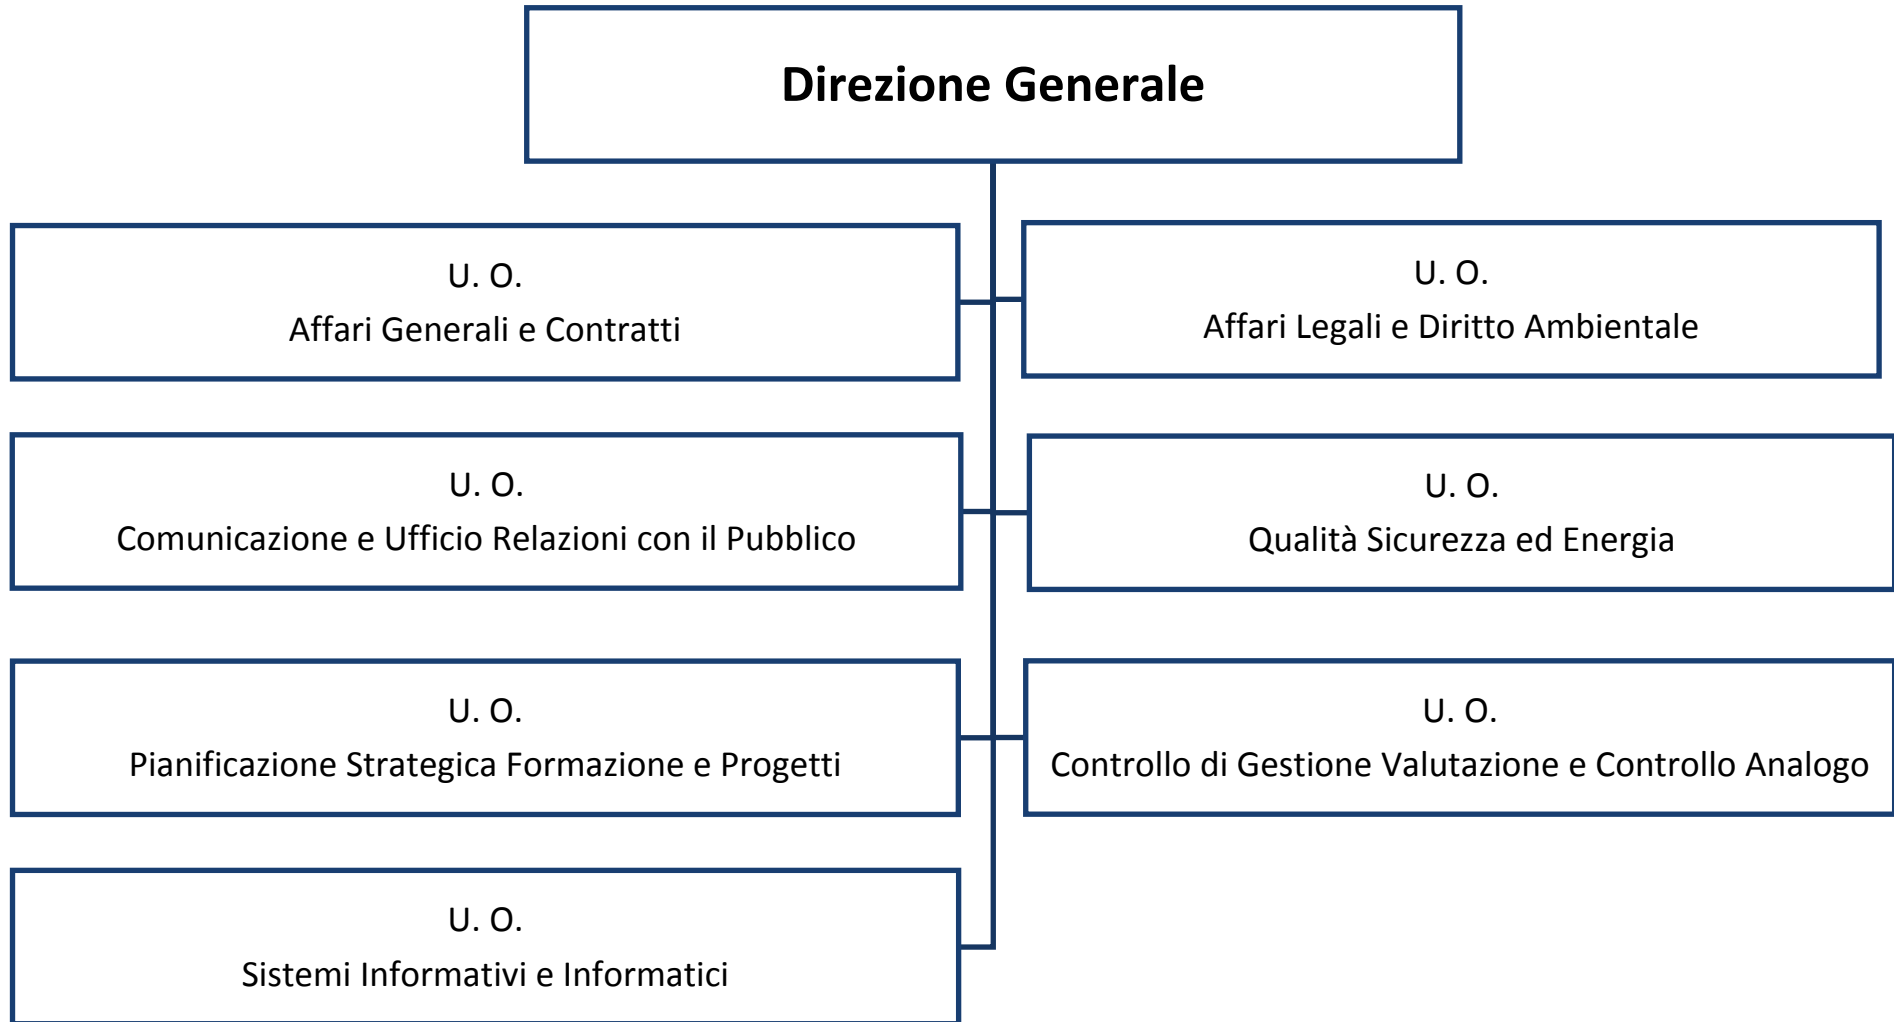 Direzione Generale
U. O.
Affari Generali e Contratti
U. O.
Affari Legali e Diritto Ambientale
U. O.
Comunicazione e Ufficio Relazioni con il Pubblico
U. O.
Qualità Sicurezza ed Energia
U. O.
Pianificazione Strategica Formazione e Progetti
U. O.
Controllo di Gestione Valutazione e Controllo Analogo
U. O.
Sistemi Informativi e Informatici